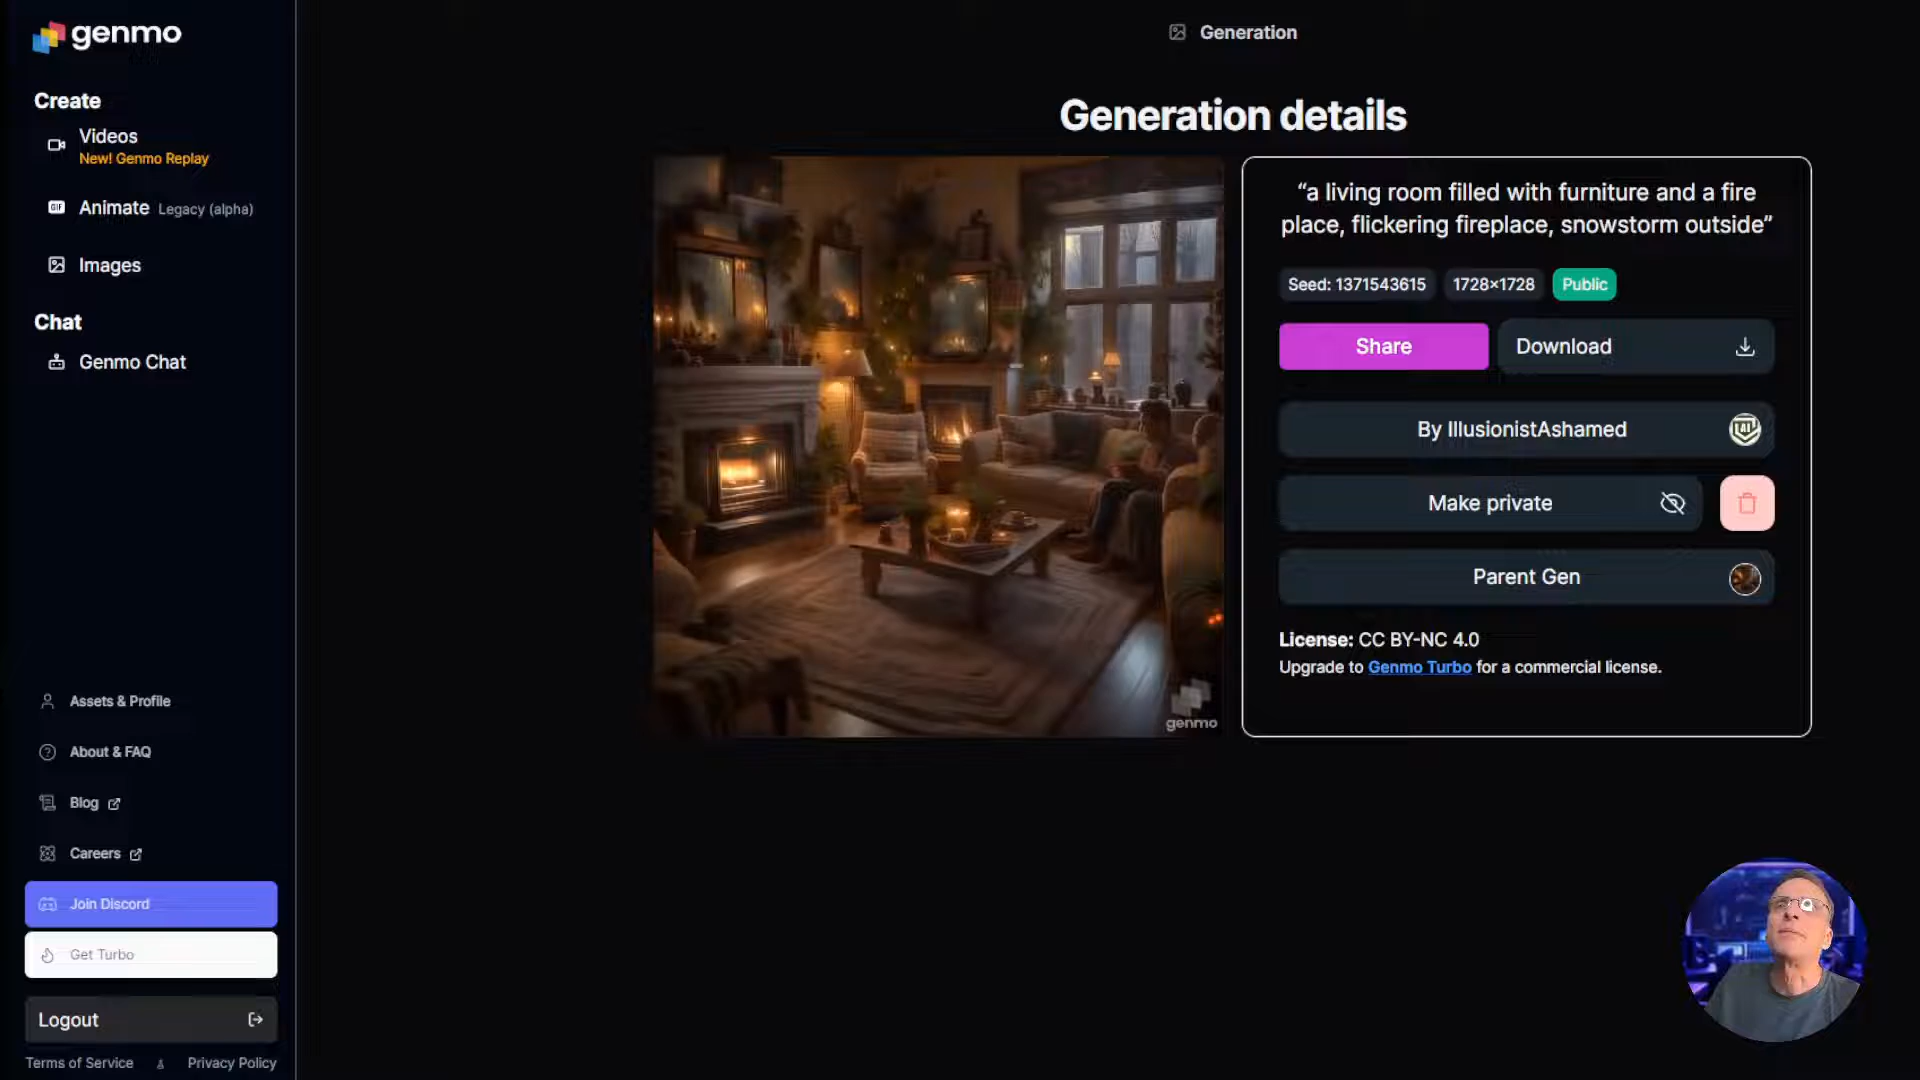 genmo
Create
Videos
New! Genmo Replay
GIF
Animate Legacy (alpha)
Images
Chat
Genmo Chat
Assets & Profile
About & FAQ
Blog
Careers
Join Discord
Get Turbo
Logout
Terms of Service
Privacy Policy
Generation
Generation details
genmo
“a living room filled with furniture and a fire
place, flickering fireplace, snowstorm outside”
Seed: 1371543615
1728×1728
Public
Share
Download
By IllusionistAshamed
AI
Make private
Parent Gen
License: CC BY-NC 4.0
Upgrade to Genmo Turbo for a commercial license.